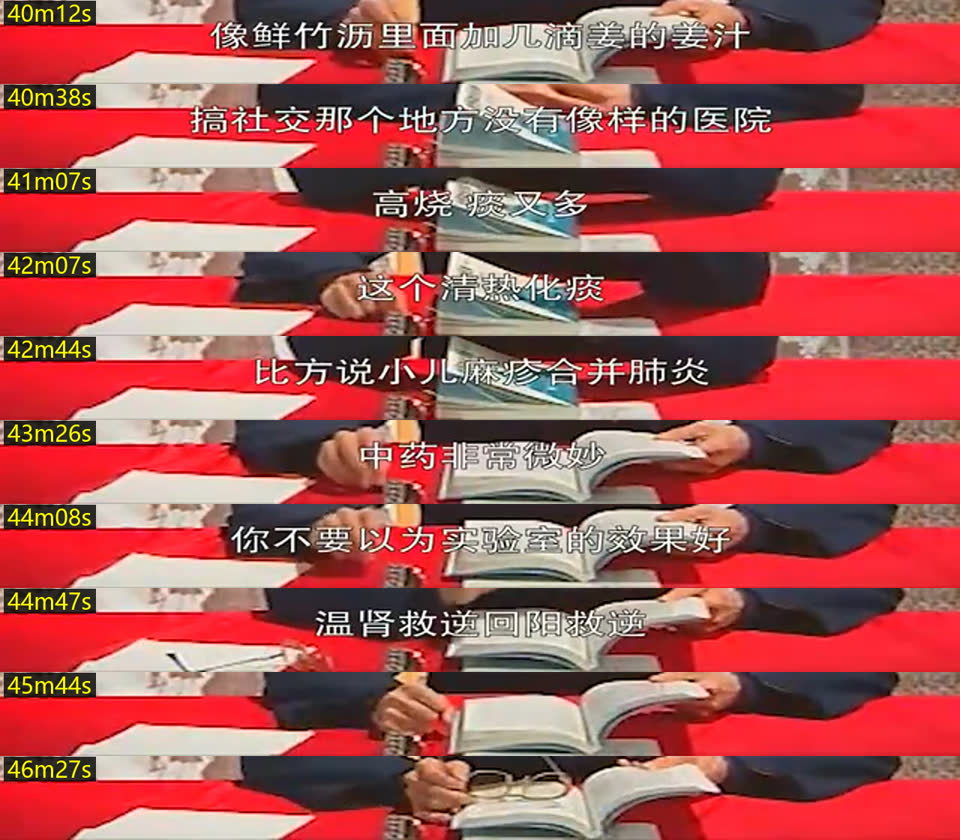 40m12s
像鲜竹沥里面加几滴姜的姜汁
40m38s
搞社交那个地方没有像样的医院
41m07s
高烧 痰又多
42m07s
这个清热化痰
42m44s
比方说小儿麻疹合并肺炎
43m26s
中药非常微妙
44m08s
你不要以为实验室的效果好
44m47s
温肾救逆回阳救逆
45m44s
46m27s